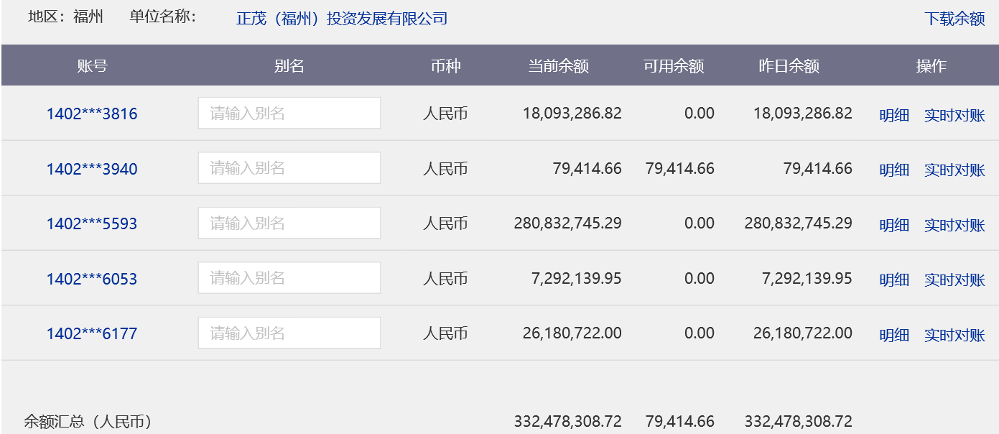 地区：福州 单位名称： 正茂（福州）投资发展有限公司 下载余额
账号 别名 币种 当前余额 可用余额 昨日余额 操作
1402***3816 请输入别名 人民币 18,093,286.82 0.00 18,093,286.82 明细 实时对账
1402***3940 请输入别名 人民币 79,414.66 79,414.66 79,414.66 明细 实时对账
1402***5593 请输入别名 人民币 280,832,745.29 0.00 280,832,745.29 明细 实时对账
1402***6053 请输入别名 人民币 7,292,139.95 0.00 7,292,139.95 明细 实时对账
1402***6177 请输入别名 人民币 26,180,722.00 0.00 26,180,722.00 明细 实时对账
余额汇总（人民币） 332,478,308.72 79,414.66 332,478,308.72